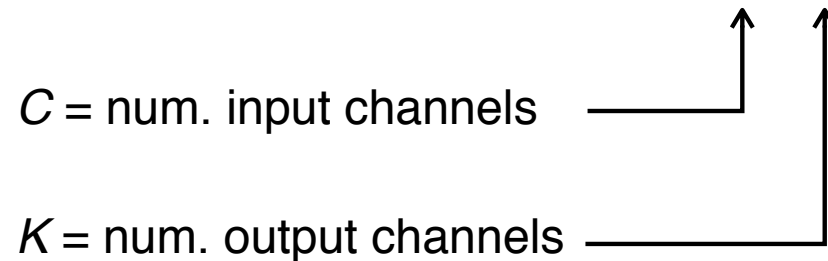 C = num. input channels
K = num. output channels